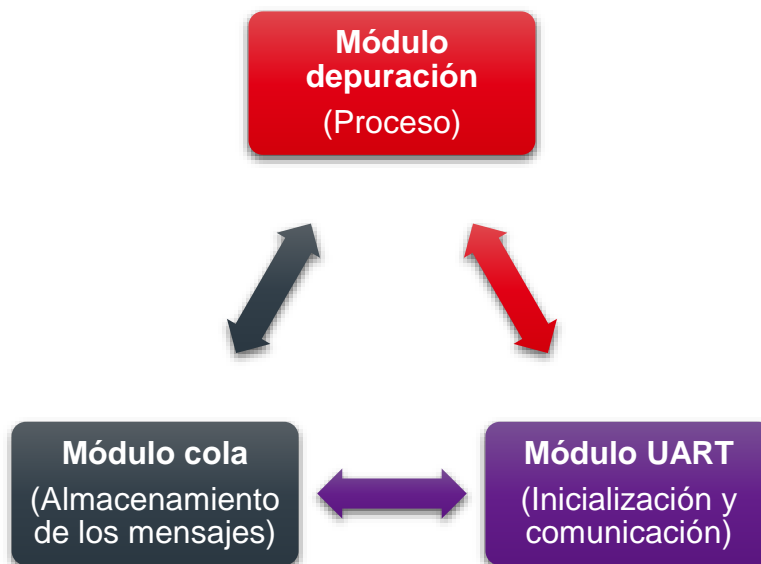 Módulo
depuración
(Proceso)
Módulo cola
(Almacenamiento
de los mensajes)
Módulo UART
(Inicialización y
comunicación)